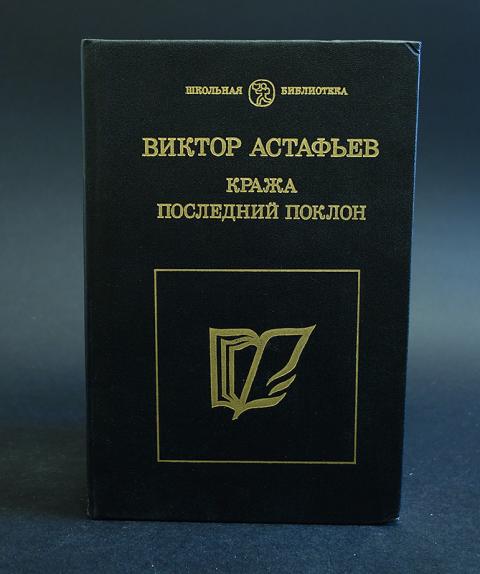 ШКОЛЬНАЯ БИБЛИОТЕКА
ВИКТОР АСТАФЬЕВ
КРАЖА
ПОСЛЕДНИЙ ПОКЛОН